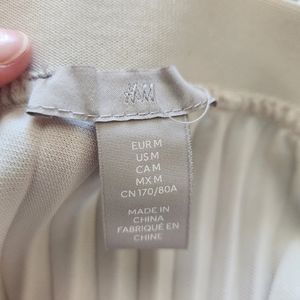 H&M
EUR M
US M
CA M
MX M
CN 170/80A
MADE IN
CHINA
FABRIQUÉ EN
CHINE